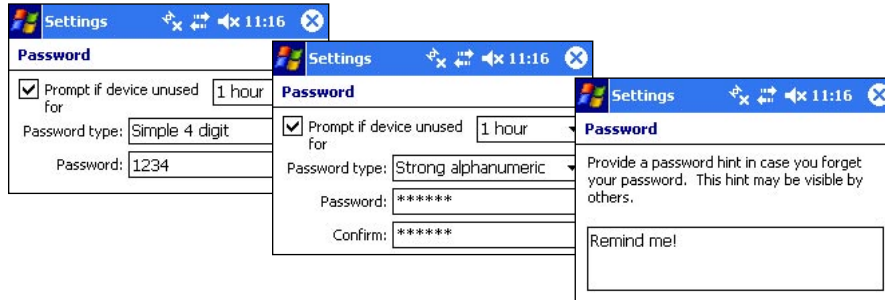 Settings 11:16
Password
Prompt if device unused 1 hour
for
Password type: Simple 4 digit
Password: 1234
Settings 11:16
Password
Prompt if device unused 1 hour
for
Password type: Strong alphanumeric
Password: ******
Confirm: ******
Settings 11:16
Password
Provide a password hint in case you forget
your password. This hint may be visible by
others.
Remind me!